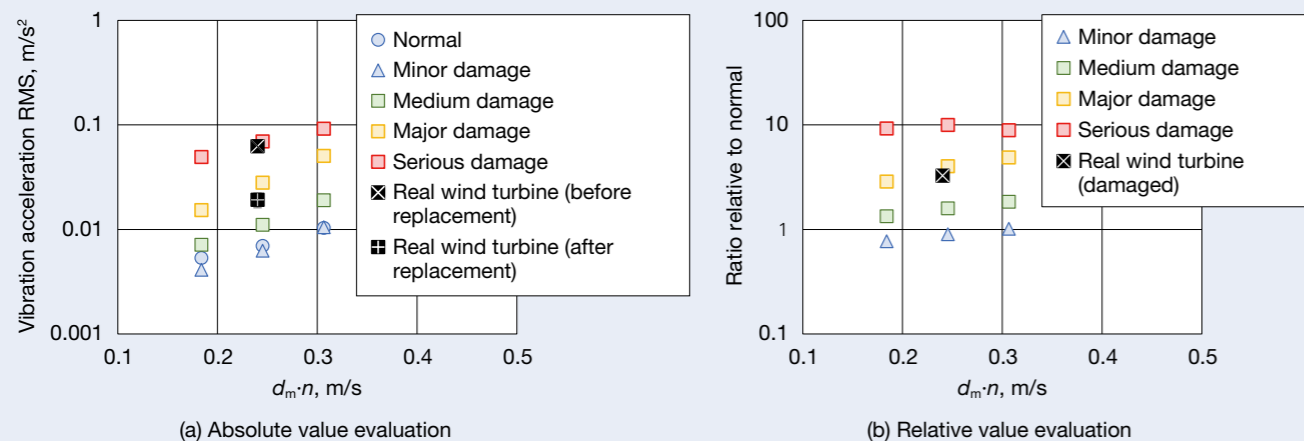 Vibration acceleration RMS, m/s²
1
0.1
0.01
0.001
0.1
0.2
0.3
0.4
0.5
dₘ·n, m/s
Normal
Minor damage
Medium damage
Major damage
Serious damage
Real wind turbine (before
replacement)
Real wind turbine (after
replacement)
(a) Absolute value evaluation
Ratio relative to normal
100
10
1
0.1
0.1
0.2
0.3
0.4
0.5
dₘ·n, m/s
Minor damage
Medium damage
Major damage
Serious damage
Real wind turbine
(damaged)
(b) Relative value evaluation